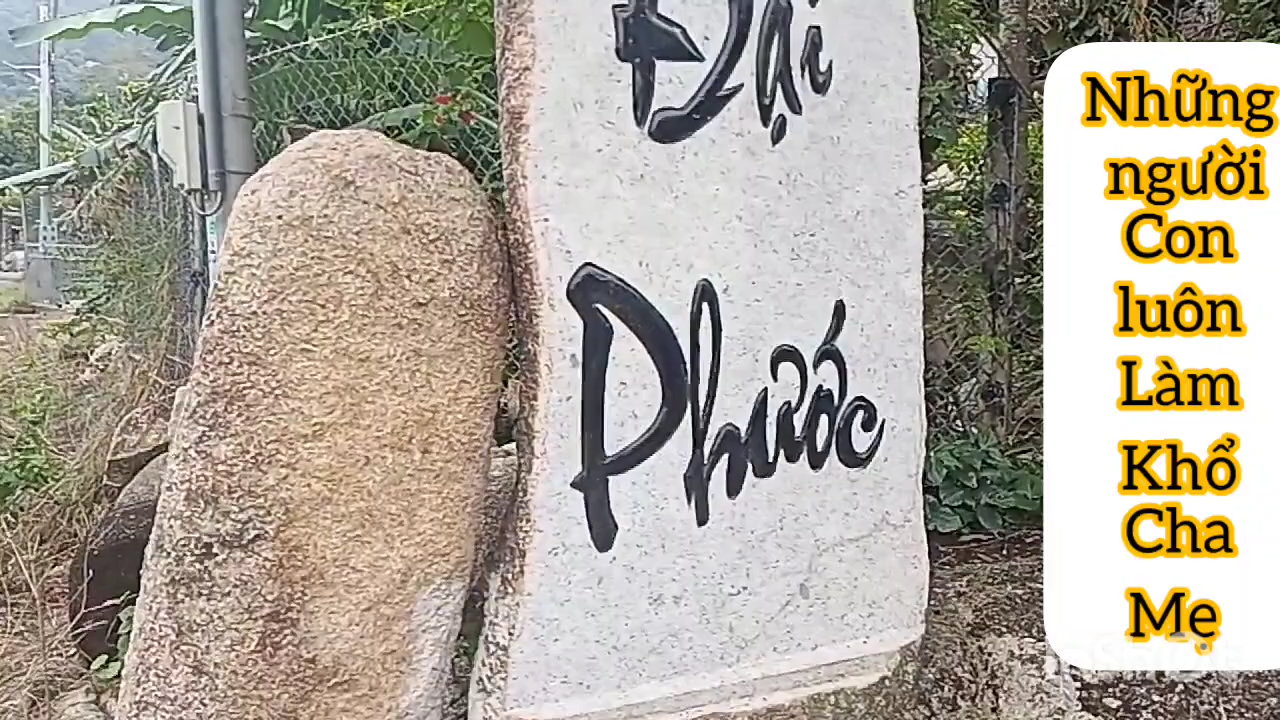 Đại
Phước
Những
người
Con
luôn
Làm
Khổ
Cha
Mẹ